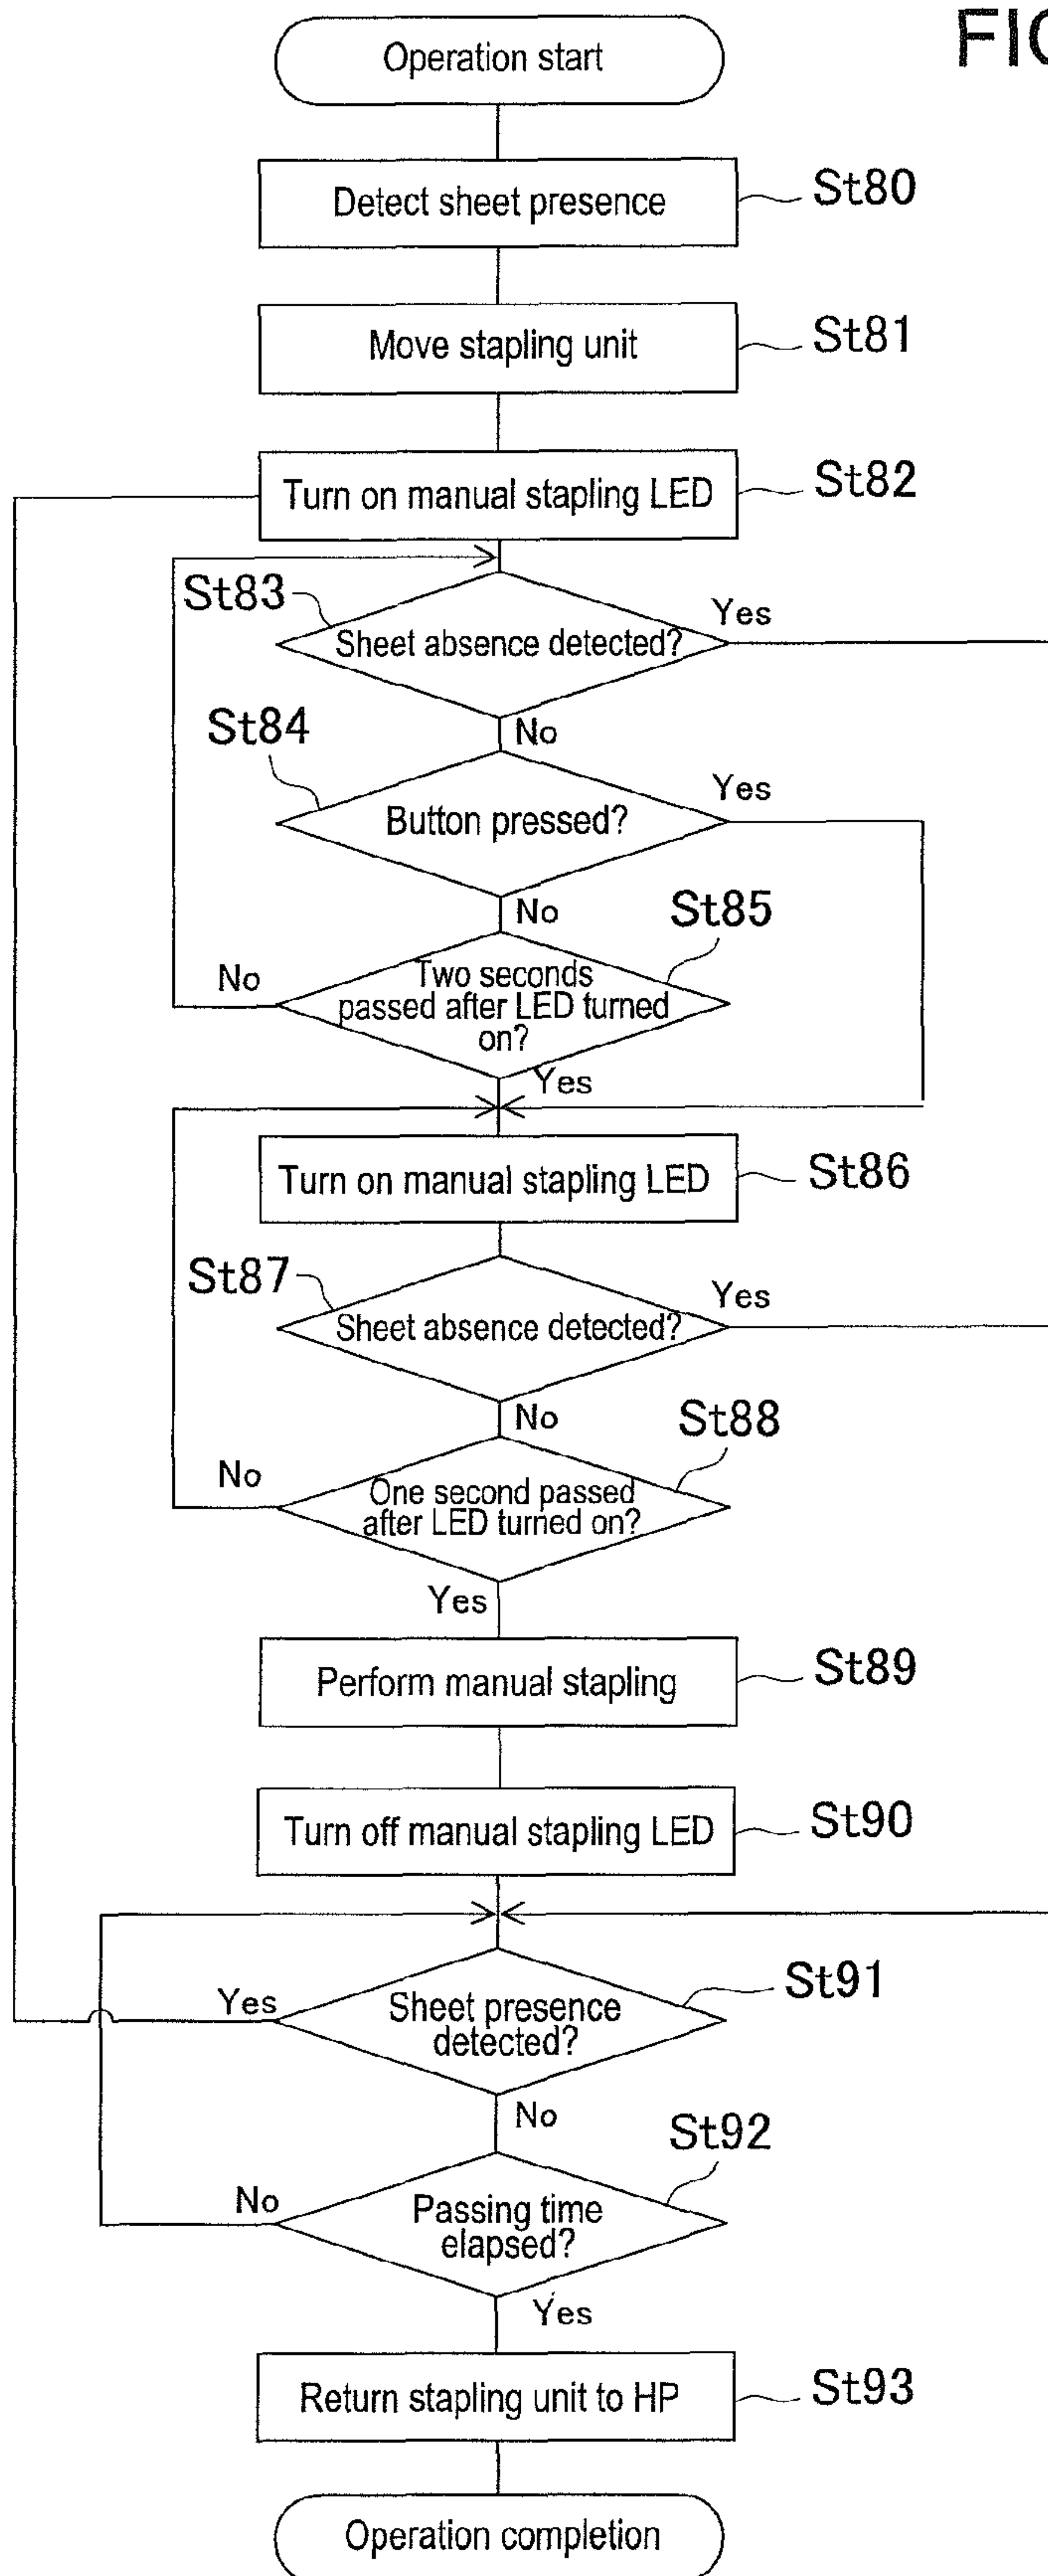 FIG
Operation start
Detect sheet presence
St80
Move stapling unit
St81
Turn on manual stapling LED
St82
St83
Sheet absence detected?
Yes
No
St84
Button pressed?
Yes
No
St85
Two seconds
passed after LED turned
on?
No
Yes
Turn on manual stapling LED
St86
St87
Sheet absence detected?
Yes
No
St88
One second passed
after LED turned on?
No
Yes
Perform manual stapling
St89
Turn off manual stapling LED
St90
St91
Sheet presence
detected?
Yes
No
St92
Passing time
elapsed?
No
Yes
Return stapling unit to HP
St93
Operation completion